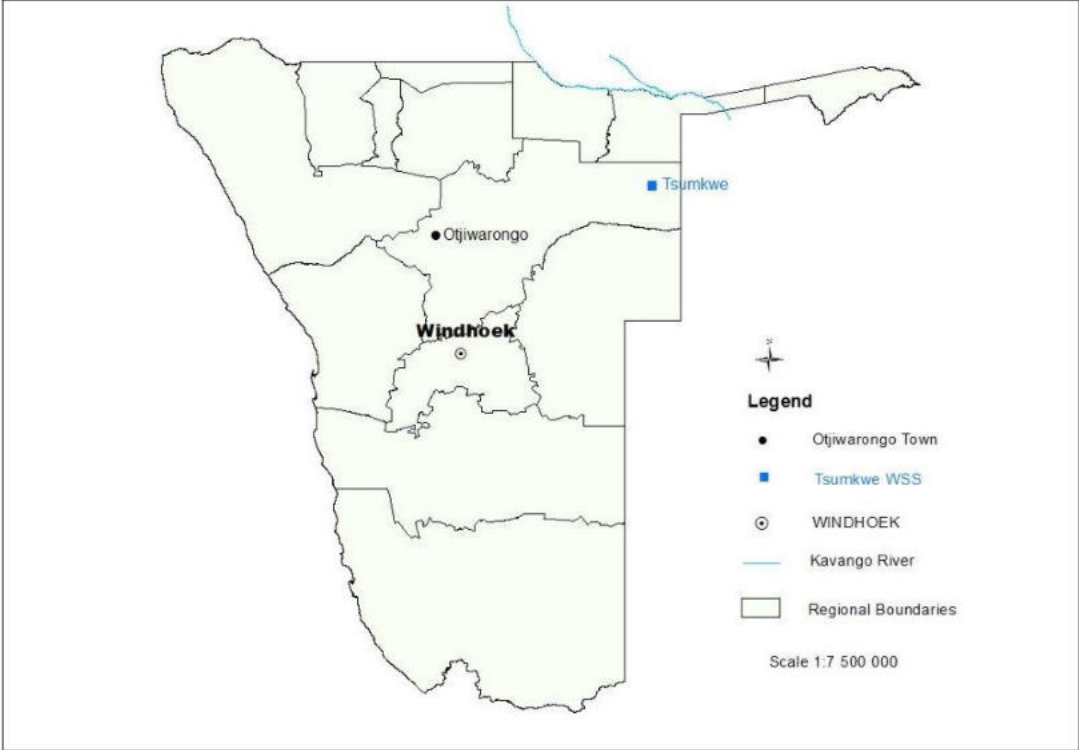 Tsumkwe
Otjiwarongo
Windhoek
N
Legend
Otjiwarongo Town
Tsumkwe WSS
WINDHOEK
Kavango River
Regional Boundaries
Scale 1:7 500 000